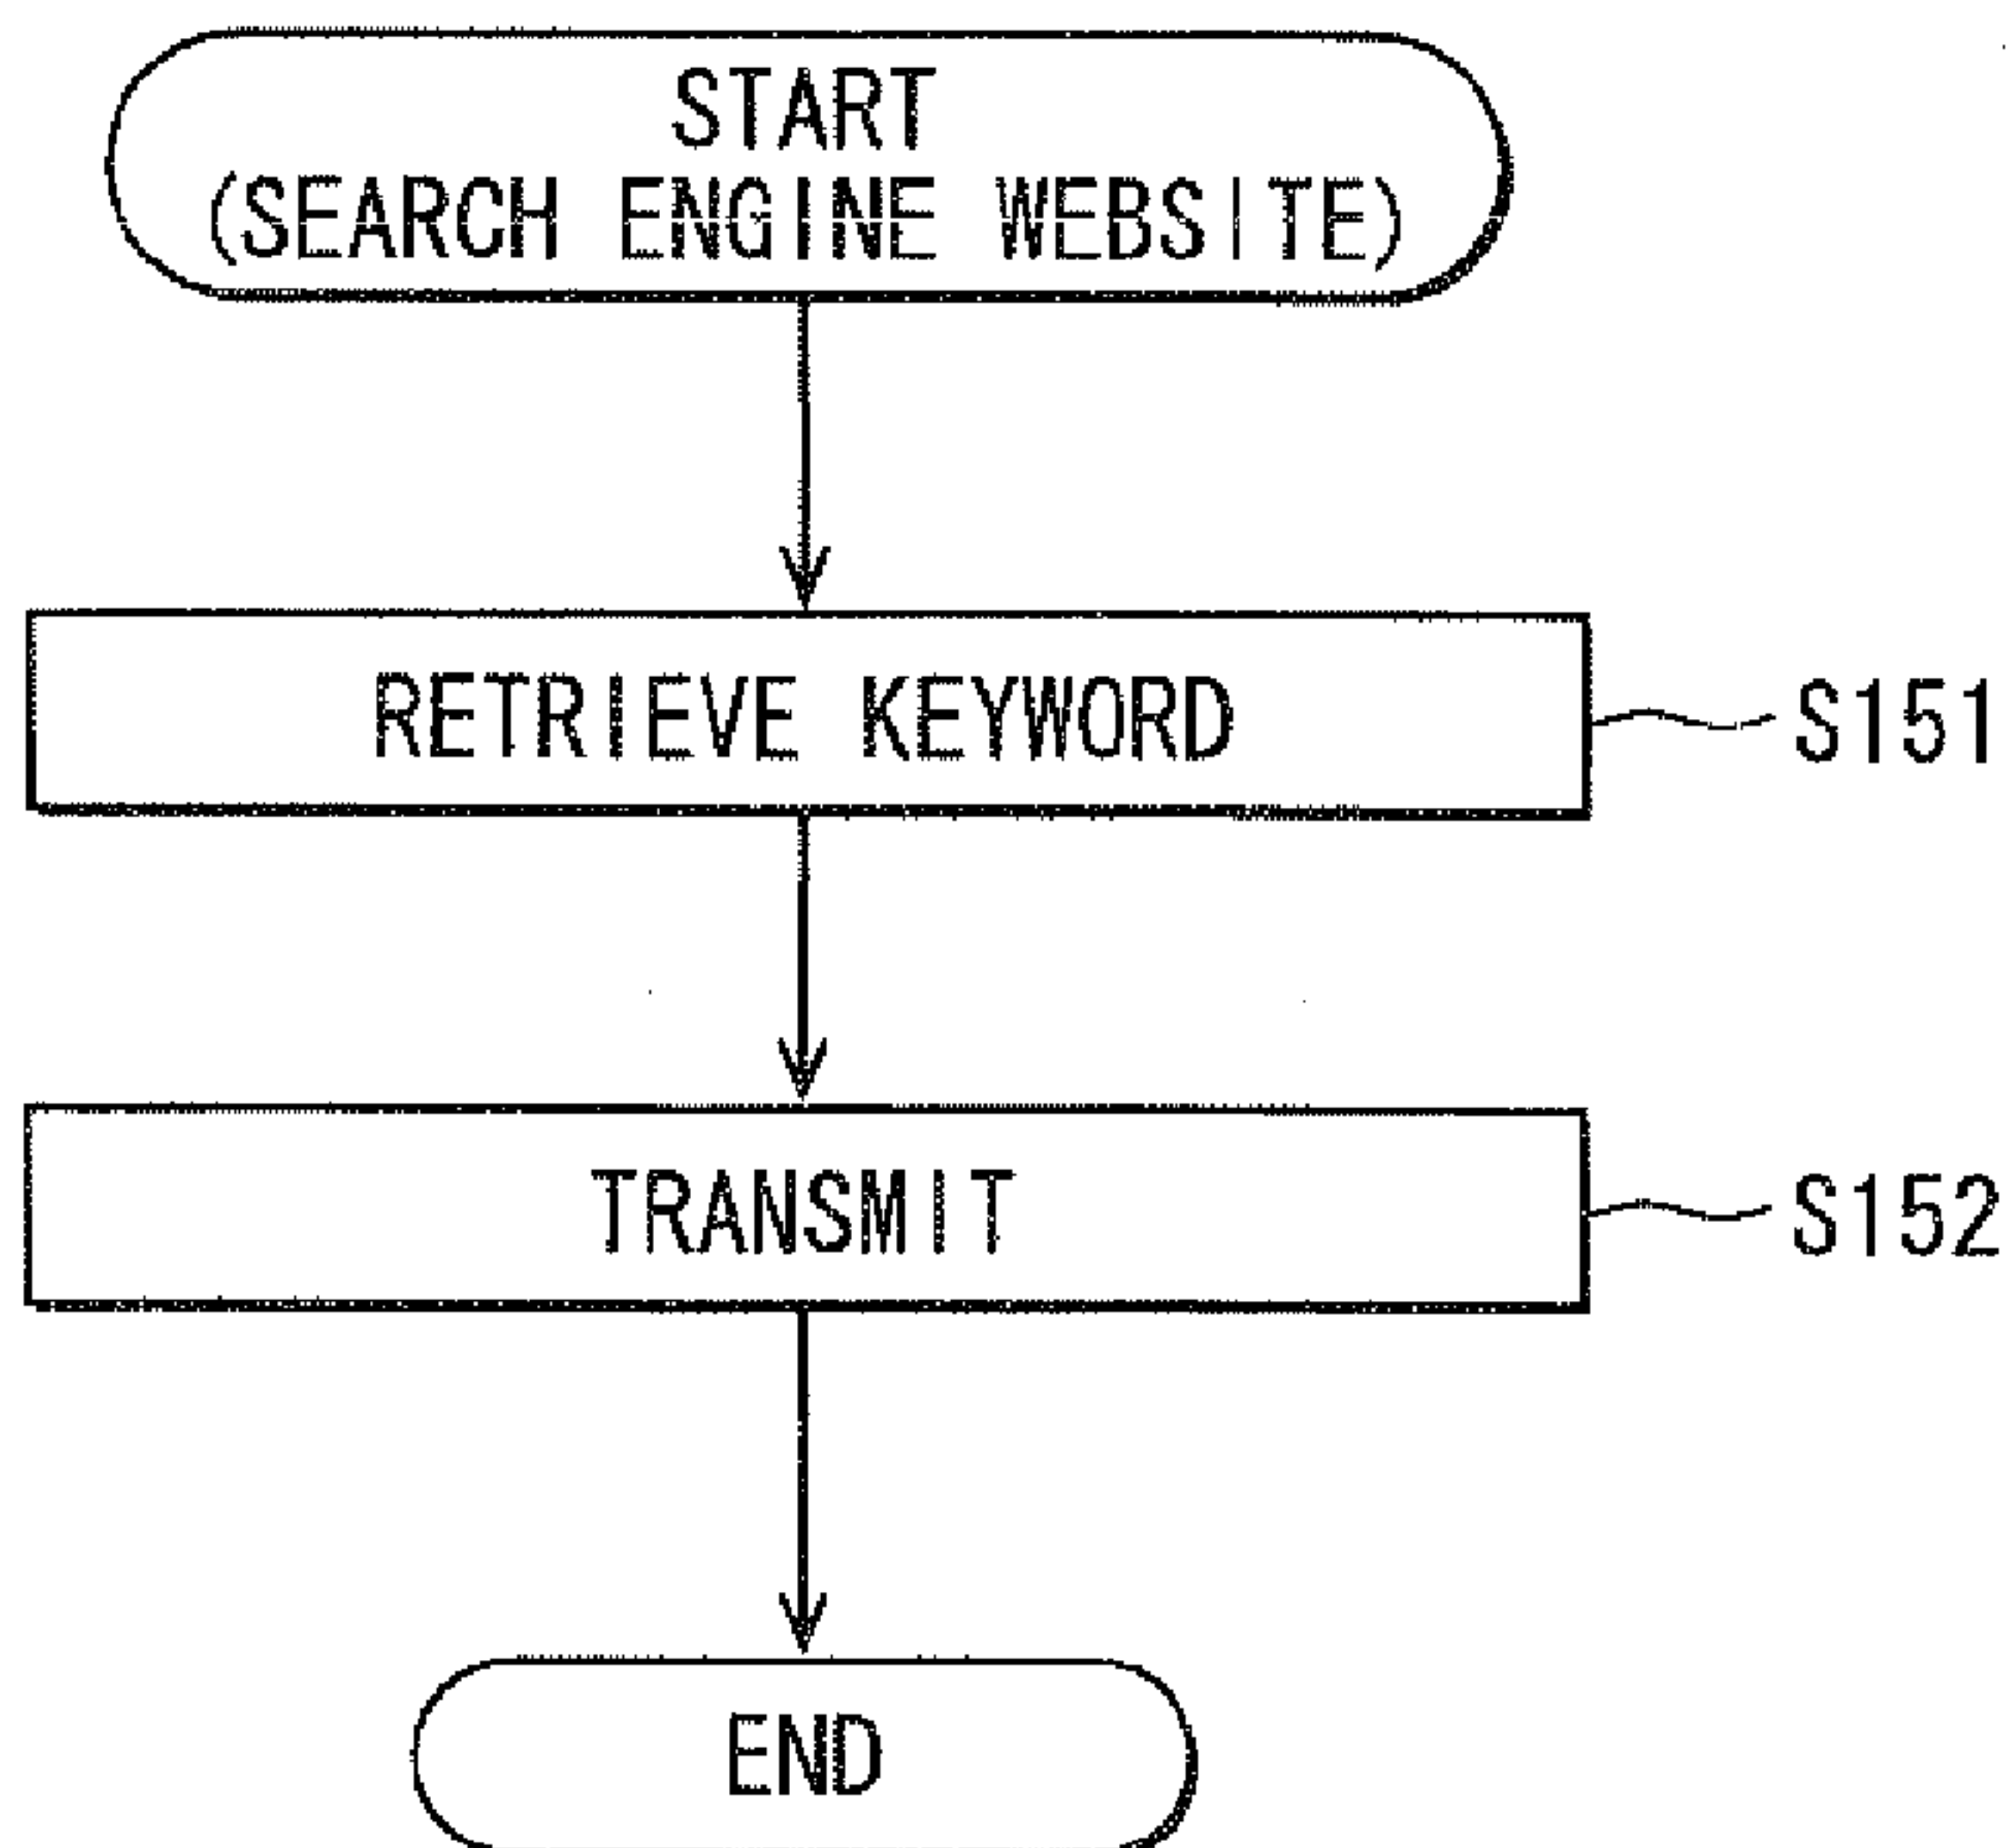 START
(SEARCH ENGINE WEBSITE)
RETRIEVE KEYWORD
S151
TRANSMIT
S152
END